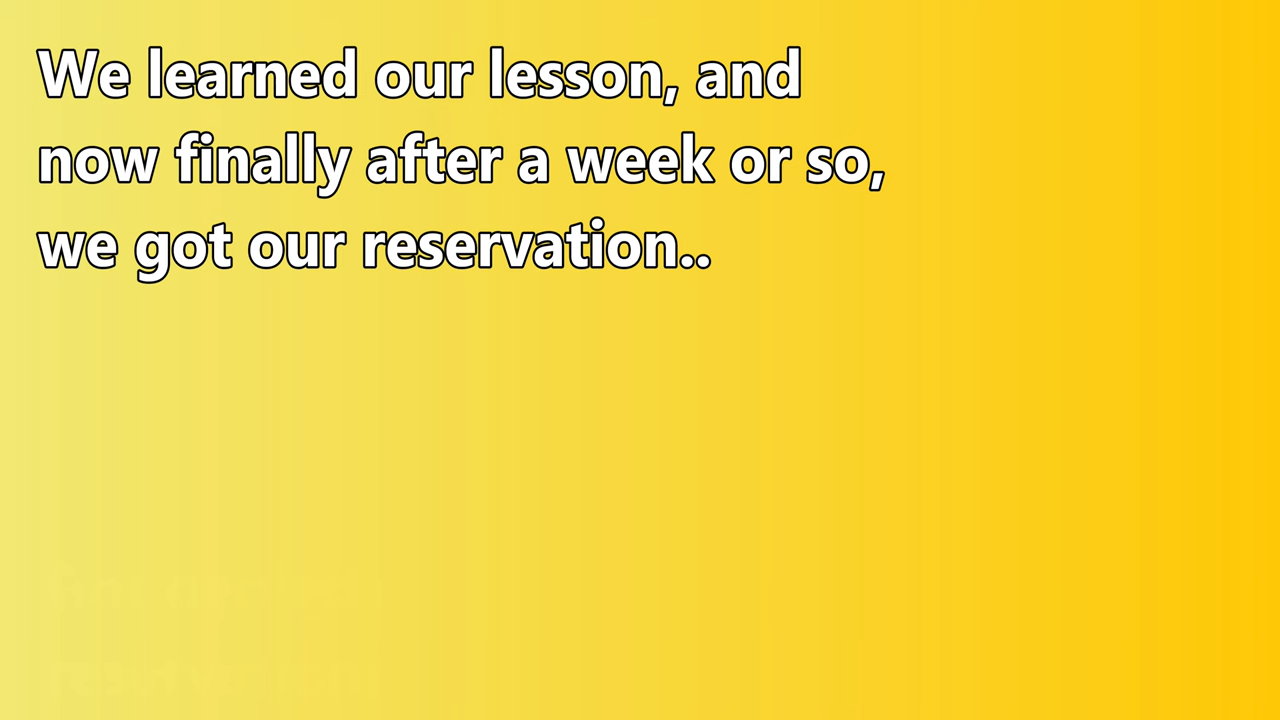 We learned our lesson, and
now finally after a week or so,
we got our reservation..